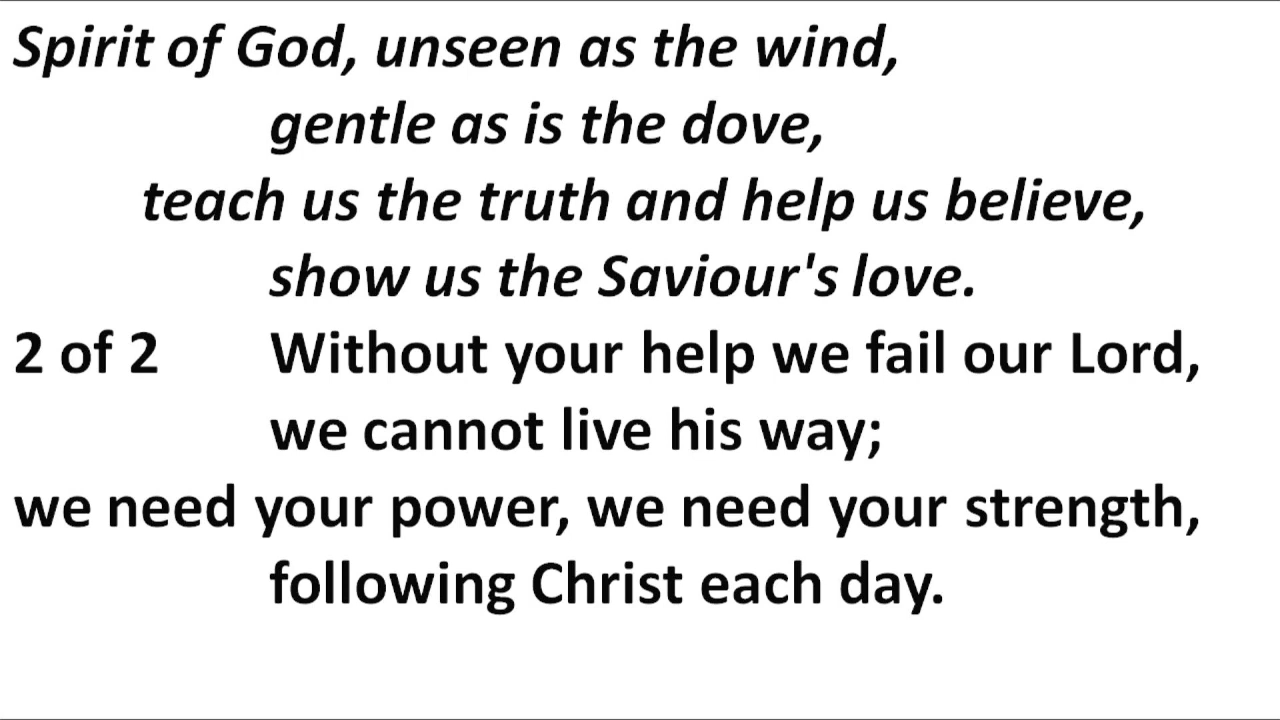 Spirit of God, unseen as the wind,
gentle as is the dove,
teach us the truth and help us believe,
show us the Saviour's love.
2 of 2 Without your help we fail our Lord,
we cannot live his way;
we need your power, we need your strength,
following Christ each day.